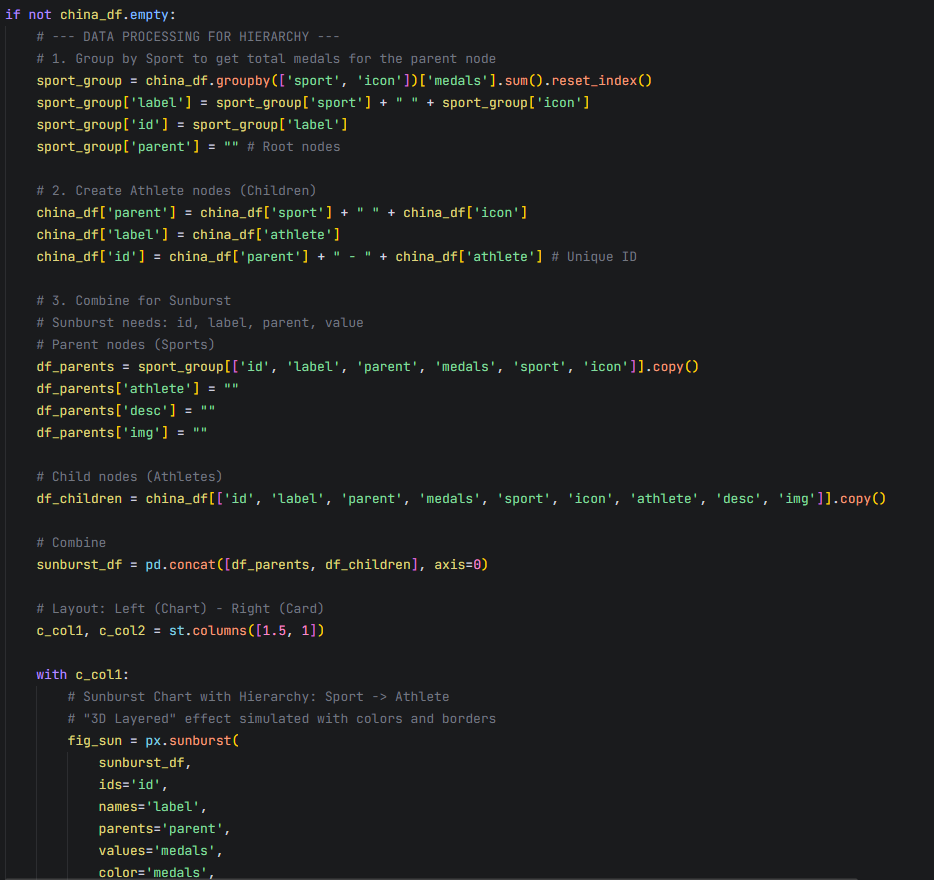 if not china_df.empty:
    # --- DATA PROCESSING FOR HIERARCHY ---
    # 1. Group by Sport to get total medals for the parent node
    sport_group = china_df.groupby(['sport', 'icon'])['medals'].sum().reset_index()
    sport_group['label'] = sport_group['sport'] + " " + sport_group['icon']
    sport_group['id'] = sport_group['label']
    sport_group['parent'] = "" # Root nodes

    # 2. Create Athlete nodes (Children)
    china_df['parent'] = china_df['sport'] + " " + china_df['icon']
    china_df['label'] = china_df['athlete']
    china_df['id'] = china_df['parent'] + " - " + china_df['athlete'] # Unique ID

    # 3. Combine for Sunburst
    # Sunburst needs: id, label, parent, value
    # Parent nodes (Sports)
    df_parents = sport_group[['id', 'label', 'parent', 'medals', 'sport', 'icon']].copy()
    df_parents['athlete'] = ""
    df_parents['desc'] = ""
    df_parents['img'] = ""

    # Child nodes (Athletes)
    df_children = china_df[['id', 'label', 'parent', 'medals', 'sport', 'icon', 'athlete', 'desc', 'img']].copy()

    # Combine
    sunburst_df = pd.concat([df_parents, df_children], axis=0)

    # Layout: Left (Chart) - Right (Card)
    c_col1, c_col2 = st.columns([1.5, 1])

    with c_col1:
        # Sunburst Chart with Hierarchy: Sport -> Athlete
        # "3D Layered" effect simulated with colors and borders
        fig_sun = px.sunburst(
            sunburst_df,
            ids='id',
            names='label',
            parents='parent',
            values='medals',
            color='medals',